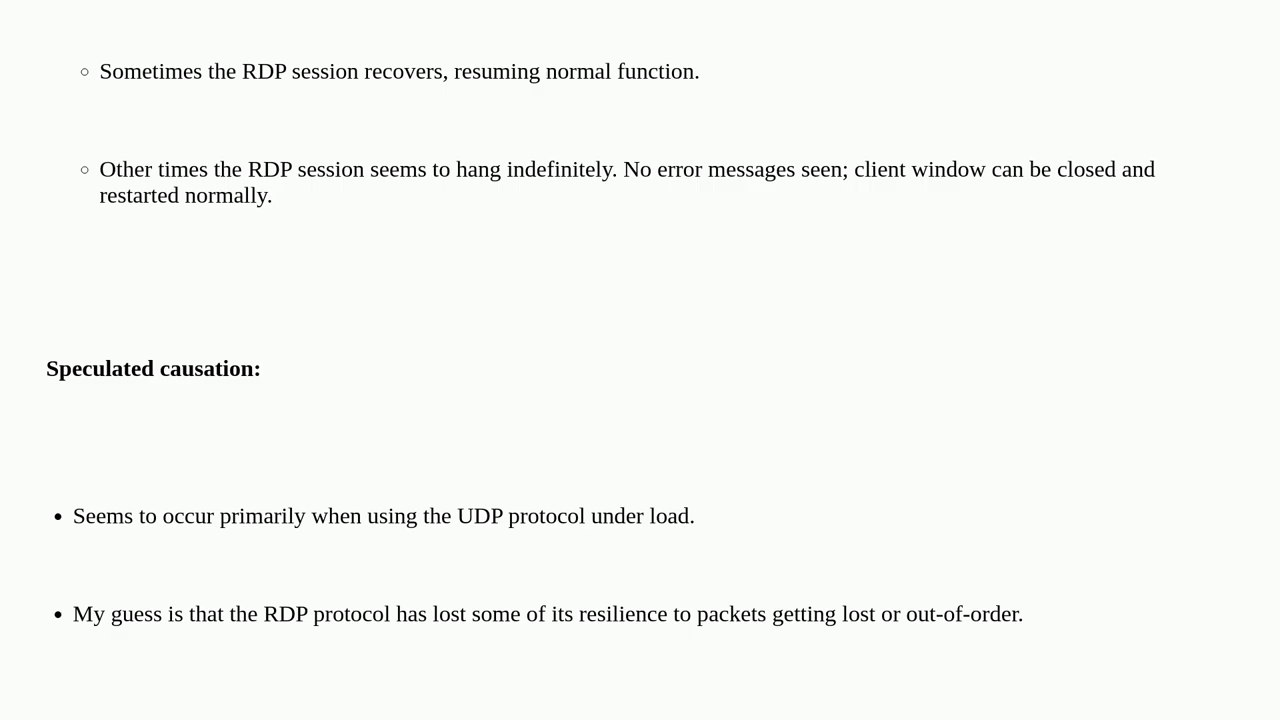 Sometimes the RDP session recovers, resuming normal function.
Other times the RDP session seems to hang indefinitely. No error messages seen; client window can be closed and
restarted normally.
Speculated causation:
Seems to occur primarily when using the UDP protocol under load.
My guess is that the RDP protocol has lost some of its resilience to packets getting lost or out-of-order.